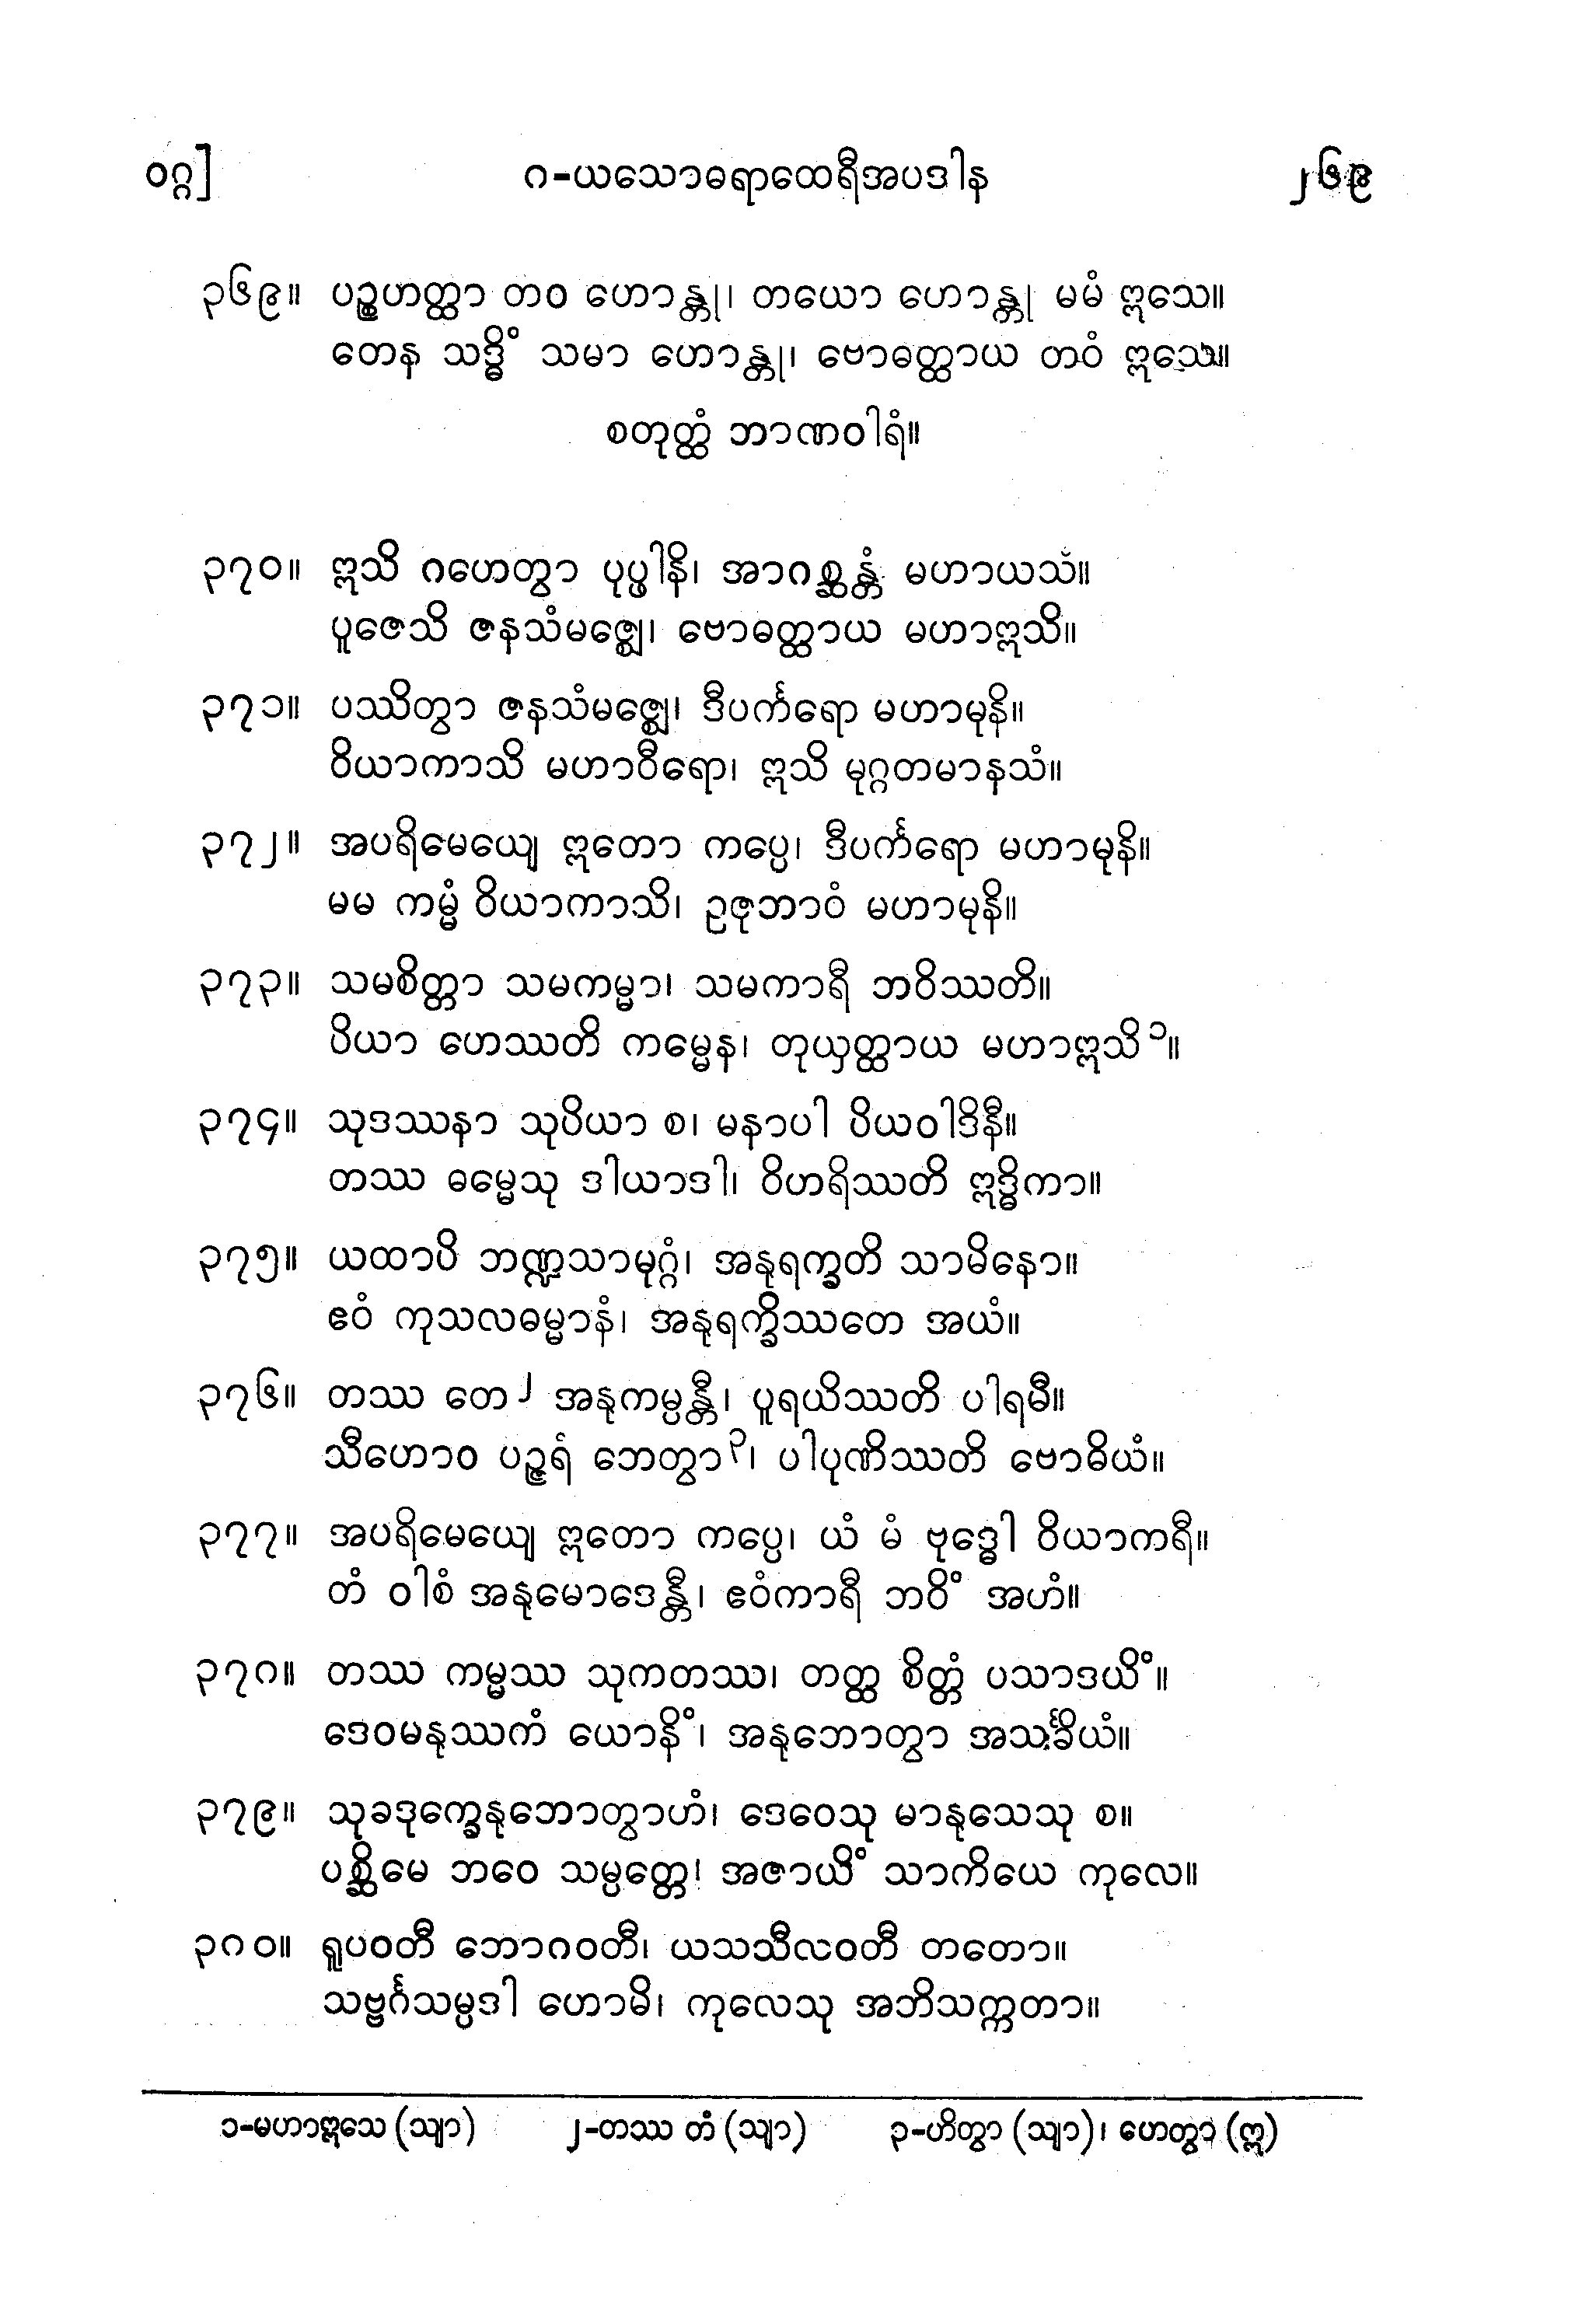 ဝဂ္ဂ] ဂ-ယသောဓရာထေရီအပဒါန ၂၆၉
၃၆၉။ ပဉ္စဟတ္ထာ တဝ ဟောန္တု၊ တယော ဟောန္တု မမံ ဣသေ။
တေန သဒ္ဓိံ သမာ ဟောန္တု၊ ဗောဓတ္ထာယ တဝံ ဣသေ။
စတုတ္ထံ ဘာဏဝါရံ။
၃၇၀။ ဣသိ ဂဟေတွာ ပုပ္ဖါနိ၊ အာဂစ္ဆန္တံ မဟာယသံ။
ပူဇေသိ ဇနသံမဇ္ဈေ၊ ဗောဓတ္ထာယ မဟာဣသိ။
၃၇၁။ ပဿိတွာ ဇနသံမဇ္ဈေ၊ ဒီပင်္ကရော မဟာမုနိ။
ဝိယာကာသိ မဟာဝီရော၊ ဣသိ မုဂ္ဂတမာနသံ။
၃၇၂။ အပရိမေယျေ ဣတော ကပ္ပေ၊ ဒီပင်္ကရော မဟာမုနိ။
မမ ကမ္မံ ဝိယာကာသိ၊ ဥဇုဘာဝံ မဟာမုနိ။
၃၇၃။ သမစိတ္တာ သမကမ္မာ၊ သမကာရီ ဘဝိဿတိ။
ပိယာ ဟေဿတိ ကမ္မေန၊ တုယှတ္ထာယ မဟာဣသိ၁။
၃၇၄။ သုဒဿနာ သုပိယာ စ၊ မနာပါ ပိယဝါဒိနီ။
တဿ ဓမ္မေသု ဒါယာဒါ၊ ဝိဟရိဿတိ ဣဒ္ဓိကာ။
၃၇၅။ ယထာပိ ဘဏ္ဍသာမုဂ္ဂံ၊ အနုရက္ခတိ သာမိနော။
ဧဝံ ကုသလဓမ္မာနံ၊ အနုရက္ခိဿတေ အယံ။
၃၇၆။ တဿ တေ၂ အနုကမ္ပန္တီ၊ ပူရယိဿတိ ပါရမီ။
သီဟောဝ ပဉ္ဇရံ ဘေတွာ၃၊ ပါပုဏိဿတိ ဗောဓိယံ။
၃၇၇။ အပရိမေယျေ ဣတော ကပ္ပေ၊ ယံ မံ ဗုဒ္ဓေါ ဝိယာကရီ။
တံ ဝါစံ အနုမောဒေန္တီ၊ ဧဝံကာရီ ဘဝိံ အဟံ။
၃၇၈။ တဿ ကမ္မဿ သုကတဿ၊ တတ္ထ စိတ္တံ ပသာဒယိံ။
ဒေဝမနုဿကံ ယောနိံ၊ အနုဘောတွာ အသင်္ခိယံ။
၃၇၉။ သုခဒုက္ခေနုဘောတွာဟံ၊ ဒေဝေသု မာနုသေသု စ။
ပစ္ဆိမေ ဘဝေ သမ္ပတ္တေ၊ အဇာယိံ သာကိယေ ကုလေ။
၃၈၀။ ရူပဝတီ ဘောဂဝတီ၊ ယသသီလဝတီ တတော။
သဗ္ဗင်္ဂသမ္ပဒါ ဟောမိ၊ ကုလေသု အဘိသက္ကတာ။
၁-မဟာဣသေ (သျာ) ၂-တဿ တံ (သျာ) ၃-ဟိတွာ (သျာ)၊ ဟေတွာ (ဣ)